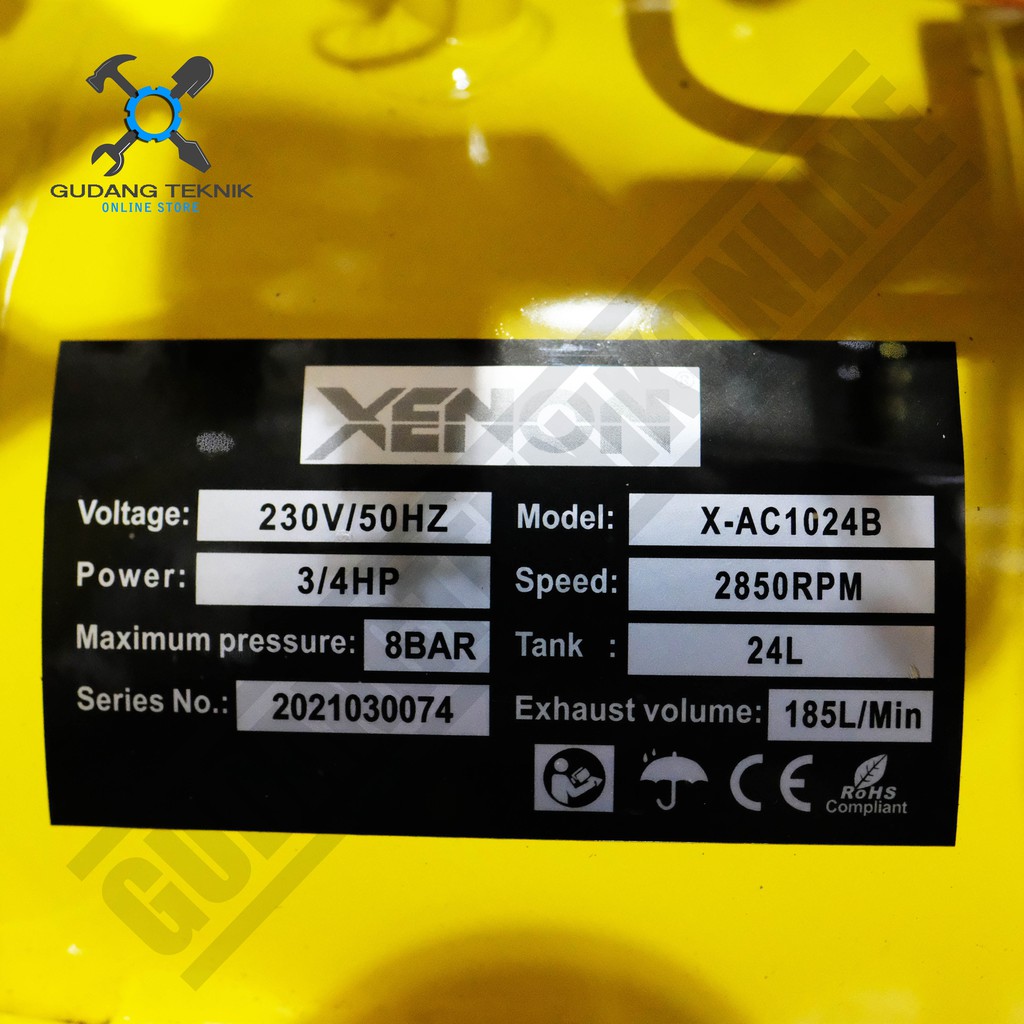 GUDANG TEKNIK
ONLINE STORE
XENON
Voltage: 230V/50HZ
Model: X-AC1024B
Power: 3/4HP
Speed: 2850RPM
Maximum pressure: 8BAR
Tank : 24L
Series No.: 2021030074
Exhaust volume: 185L/Min
CE
RoHS
Compliant